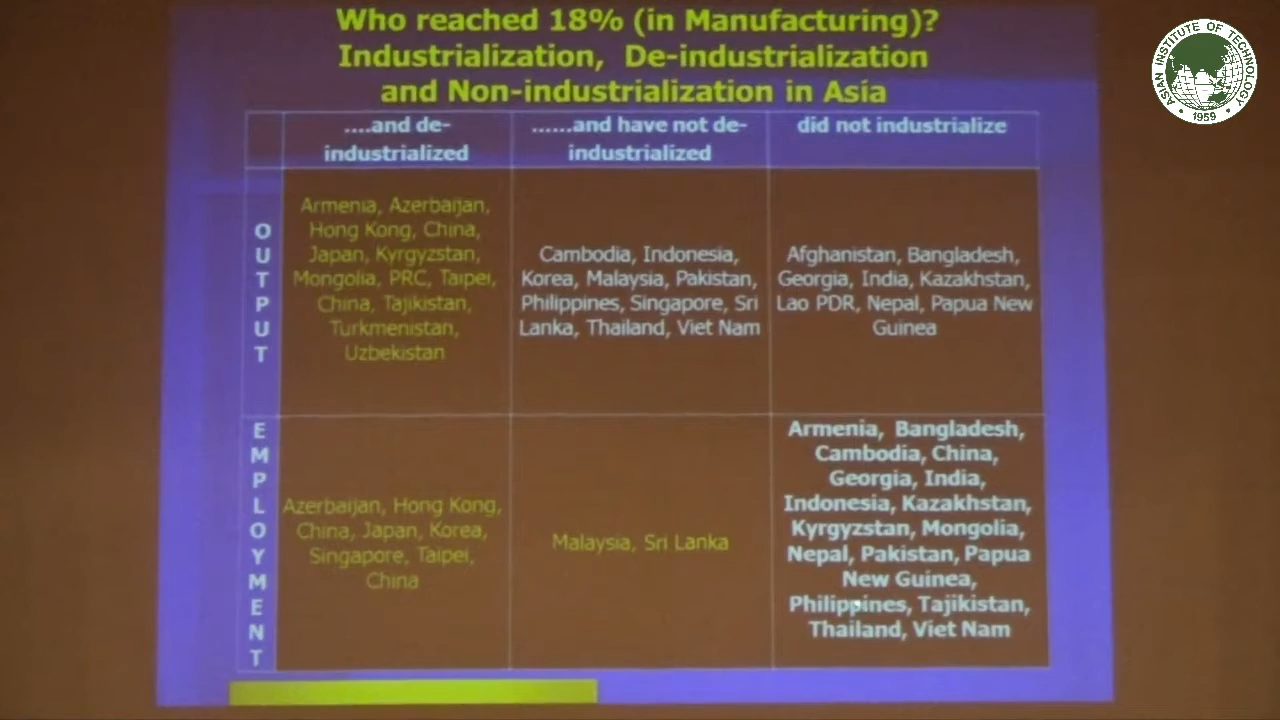 Who reached 18% (in Manufacturing)?
Industrialization, De-industrialization
and Non-industrialization in Asia
....and de-
industrialized
......and have not de-
industrialized
did not industrialize
OUTPUT
Armenia, Azerbaijan,
Hong Kong, China,
Japan, Kyrgyzstan,
Mongolia, PRC, Taipei,
China, Tajikistan,
Turkmenistan,
Uzbekistan
Cambodia, Indonesia,
Korea, Malaysia, Pakistan,
Philippines, Singapore, Sri
Lanka, Thailand, Viet Nam
Afghanistan, Bangladesh,
Georgia, India, Kazakhstan,
Lao PDR, Nepal, Papua New
Guinea
EMPLOYMENT
Azerbaijan, Hong Kong,
China, Japan, Korea,
Singapore, Taipei,
China
Malaysia, Sri Lanka
Armenia, Bangladesh,
Cambodia, China,
Georgia, India,
Indonesia, Kazakhstan,
Kyrgyzstan, Mongolia,
Nepal, Pakistan, Papua
New Guinea,
Philippines, Tajikistan,
Thailand, Viet Nam
ASIAN INSTITUTE OF TECHNOLOGY
1959